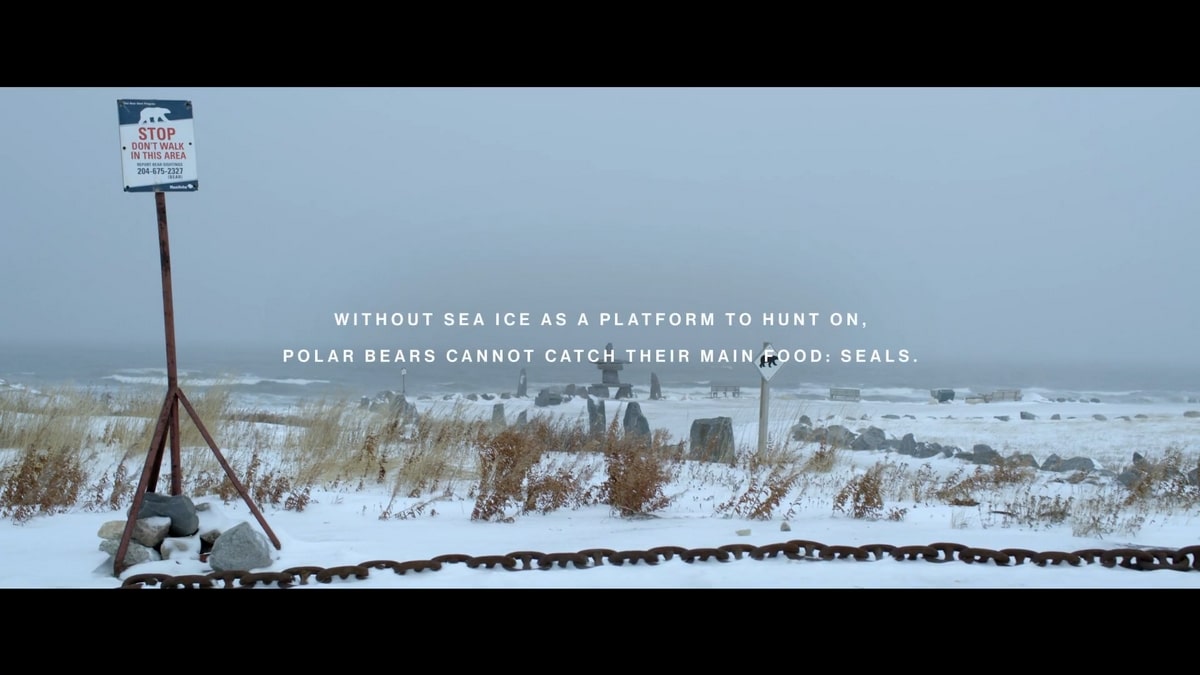 STOP
DON'T WALK
IN THIS AREA
REPORT BEAR SIGHTINGS
204-675-2327
(BEAR)
Manitoba
WITHOUT SEA ICE AS A PLATFORM TO HUNT ON,
POLAR BEARS CANNOT CATCH THEIR MAIN FOOD: SEALS.